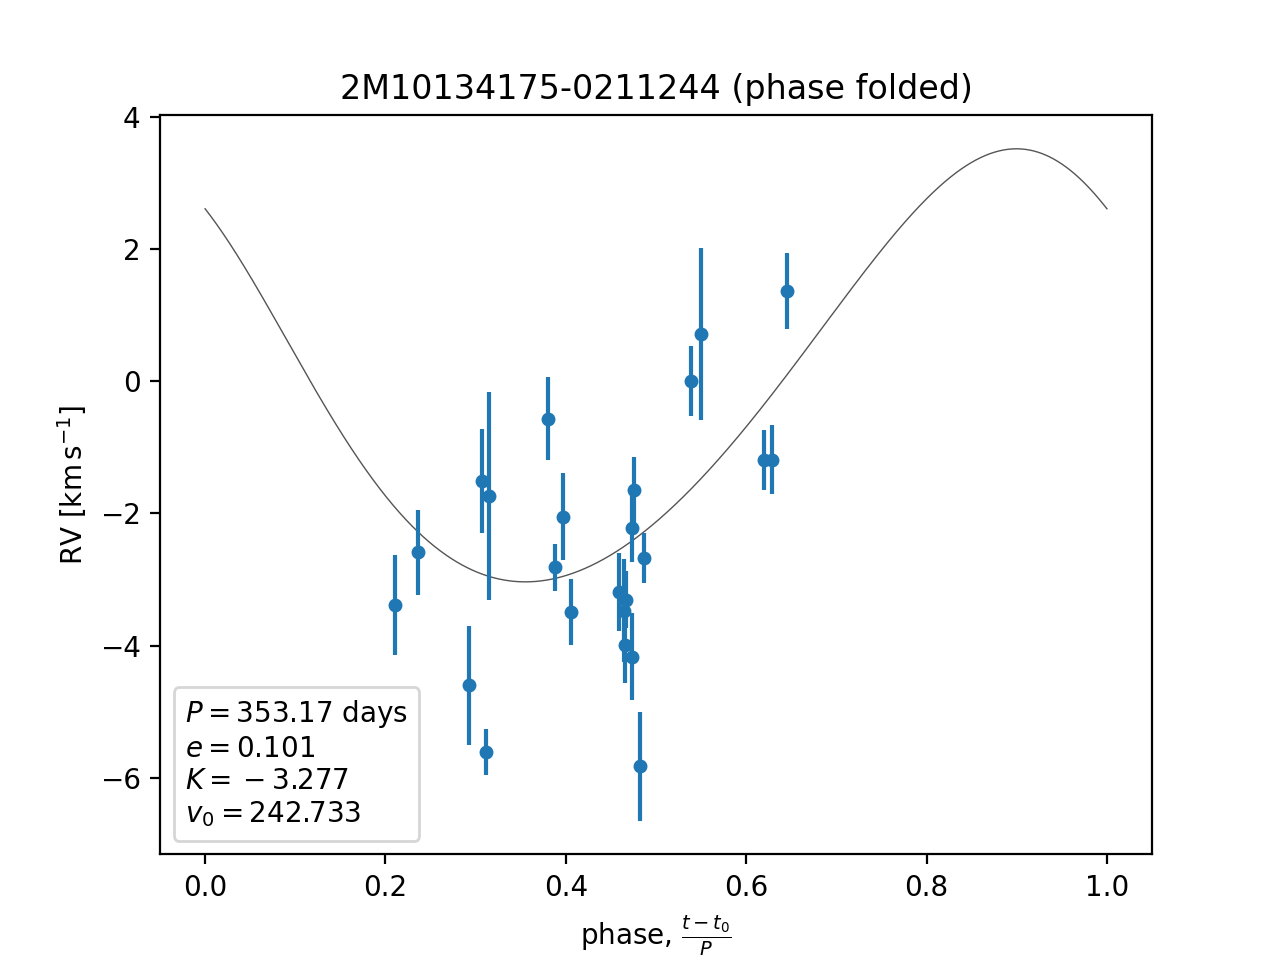 2M10134175-0211244 (phase folded)
4
2
0
−2
−4
−6
RV [km s⁻¹]
P = 353.17 days
e = 0.101
K = −3.277
v₀ = 242.733
0.0 0.2 0.4 0.6 0.8 1.0
phase, (t − t₀)/P